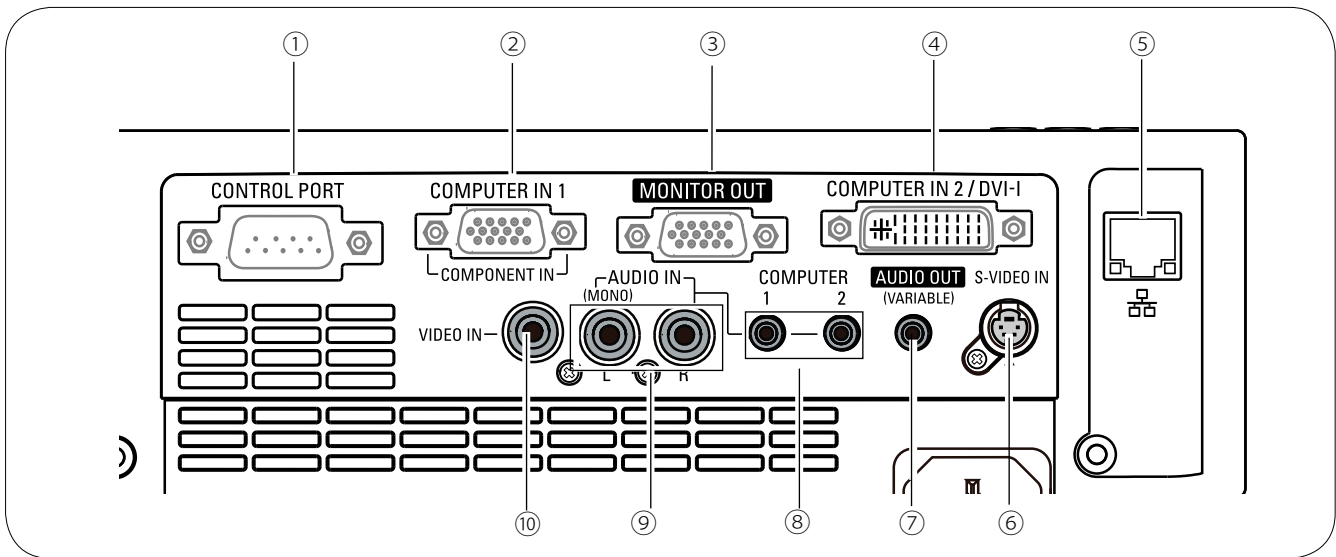 ① ② ③ ④ ⑤
CONTROL PORT
COMPUTER IN 1
MONITOR OUT
COMPUTER IN 2 / DVI-I
COMPONENT IN
AUDIO IN
(MONO)
COMPUTER
1 2
AUDIO OUT
(VARIABLE)
S-VIDEO IN
VIDEO IN
L R
⑩ ⑨ ⑧ ⑦ ⑥